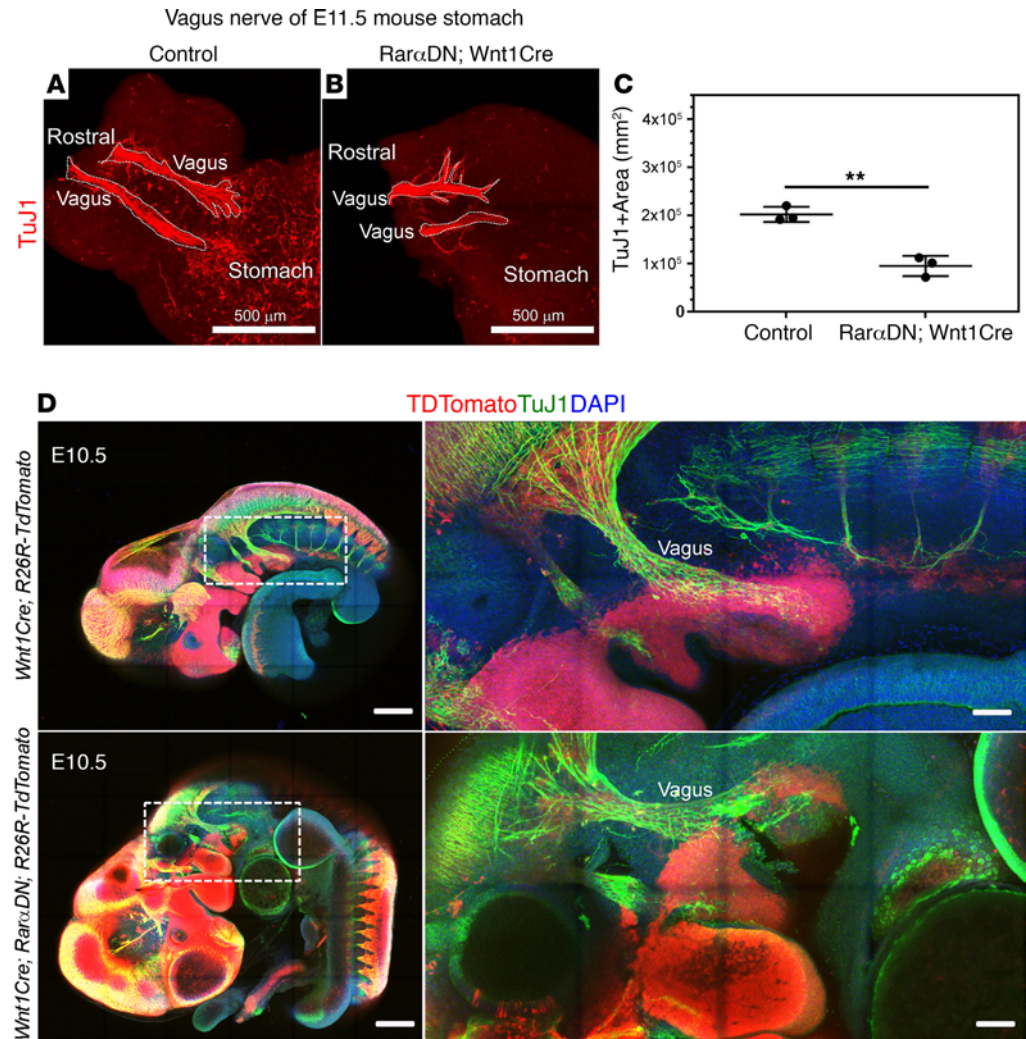 Vagus nerve of E11.5 mouse stomach
Control
RarαDN; Wnt1Cre
A
Rostral
Vagus
Vagus
Stomach
500 µm
TuJ1
B
Rostral
Vagus
Vagus
Stomach
500 µm
C
TuJ1+Area (mm²)
4x10⁵
3x10⁵
2x10⁵
1x10⁵
0
**
Control
RarαDN; Wnt1Cre
D
TDTomatoTuJ1DAPI
Wnt1Cre; R26R-TdTomato
E10.5
Vagus
Wnt1Cre; RarαDN; R26R-TdTomato
E10.5
Vagus